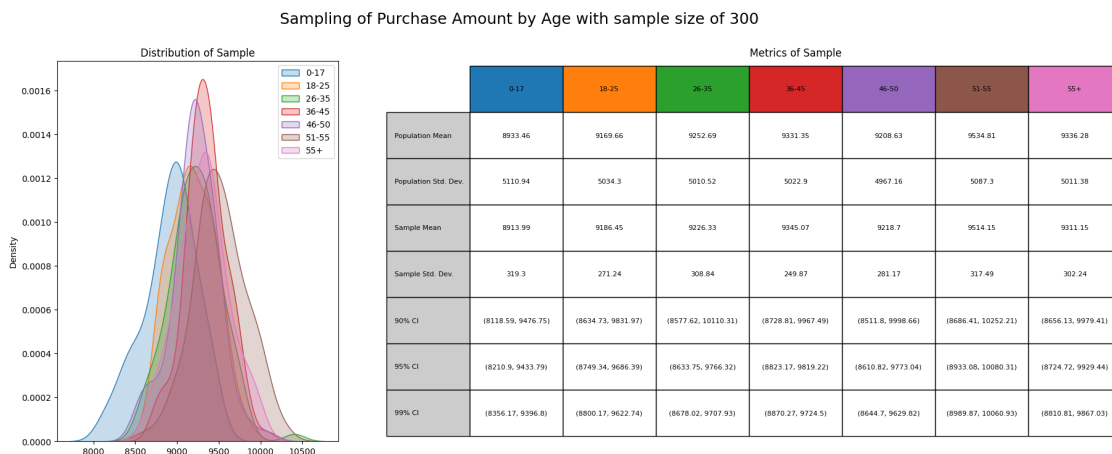 Sampling of Purchase Amount by Age with sample size of 300
Distribution of Sample
0-17
18-25
26-35
36-45
46-50
51-55
55+
0.0016
0.0014
0.0012
0.0010
0.0008
0.0006
0.0004
0.0002
0.0000
Density
8000 8500 9000 9500 10000 10500
Metrics of Sample
0-17 18-25 26-35 36-45 46-50 51-55 55+
Population Mean 8933.46 9169.66 9252.69 9331.35 9208.63 9534.81 9336.28
Population Std. Dev. 5110.94 5034.3 5010.52 5022.9 4967.16 5087.3 5011.38
Sample Mean 8913.99 9186.45 9226.33 9345.07 9218.7 9514.15 9311.15
Sample Std. Dev. 319.3 271.24 308.84 249.87 281.17 317.49 302.24
90% CI (8118.59, 9476.75) (8634.73, 9831.97) (8577.62, 10110.31) (8728.81, 9967.49) (8511.8, 9998.66) (8686.41, 10252.21) (8656.13, 9979.41)
95% CI (8210.9, 9433.79) (8749.34, 9686.39) (8633.75, 9766.32) (8823.17, 9819.22) (8610.82, 9773.04) (8933.08, 10080.31) (8724.72, 9929.44)
99% CI (8356.17, 9396.8) (8800.17, 9622.74) (8678.02, 9707.93) (8870.27, 9724.5) (8644.7, 9629.82) (8989.87, 10060.93) (8810.81, 9867.03)